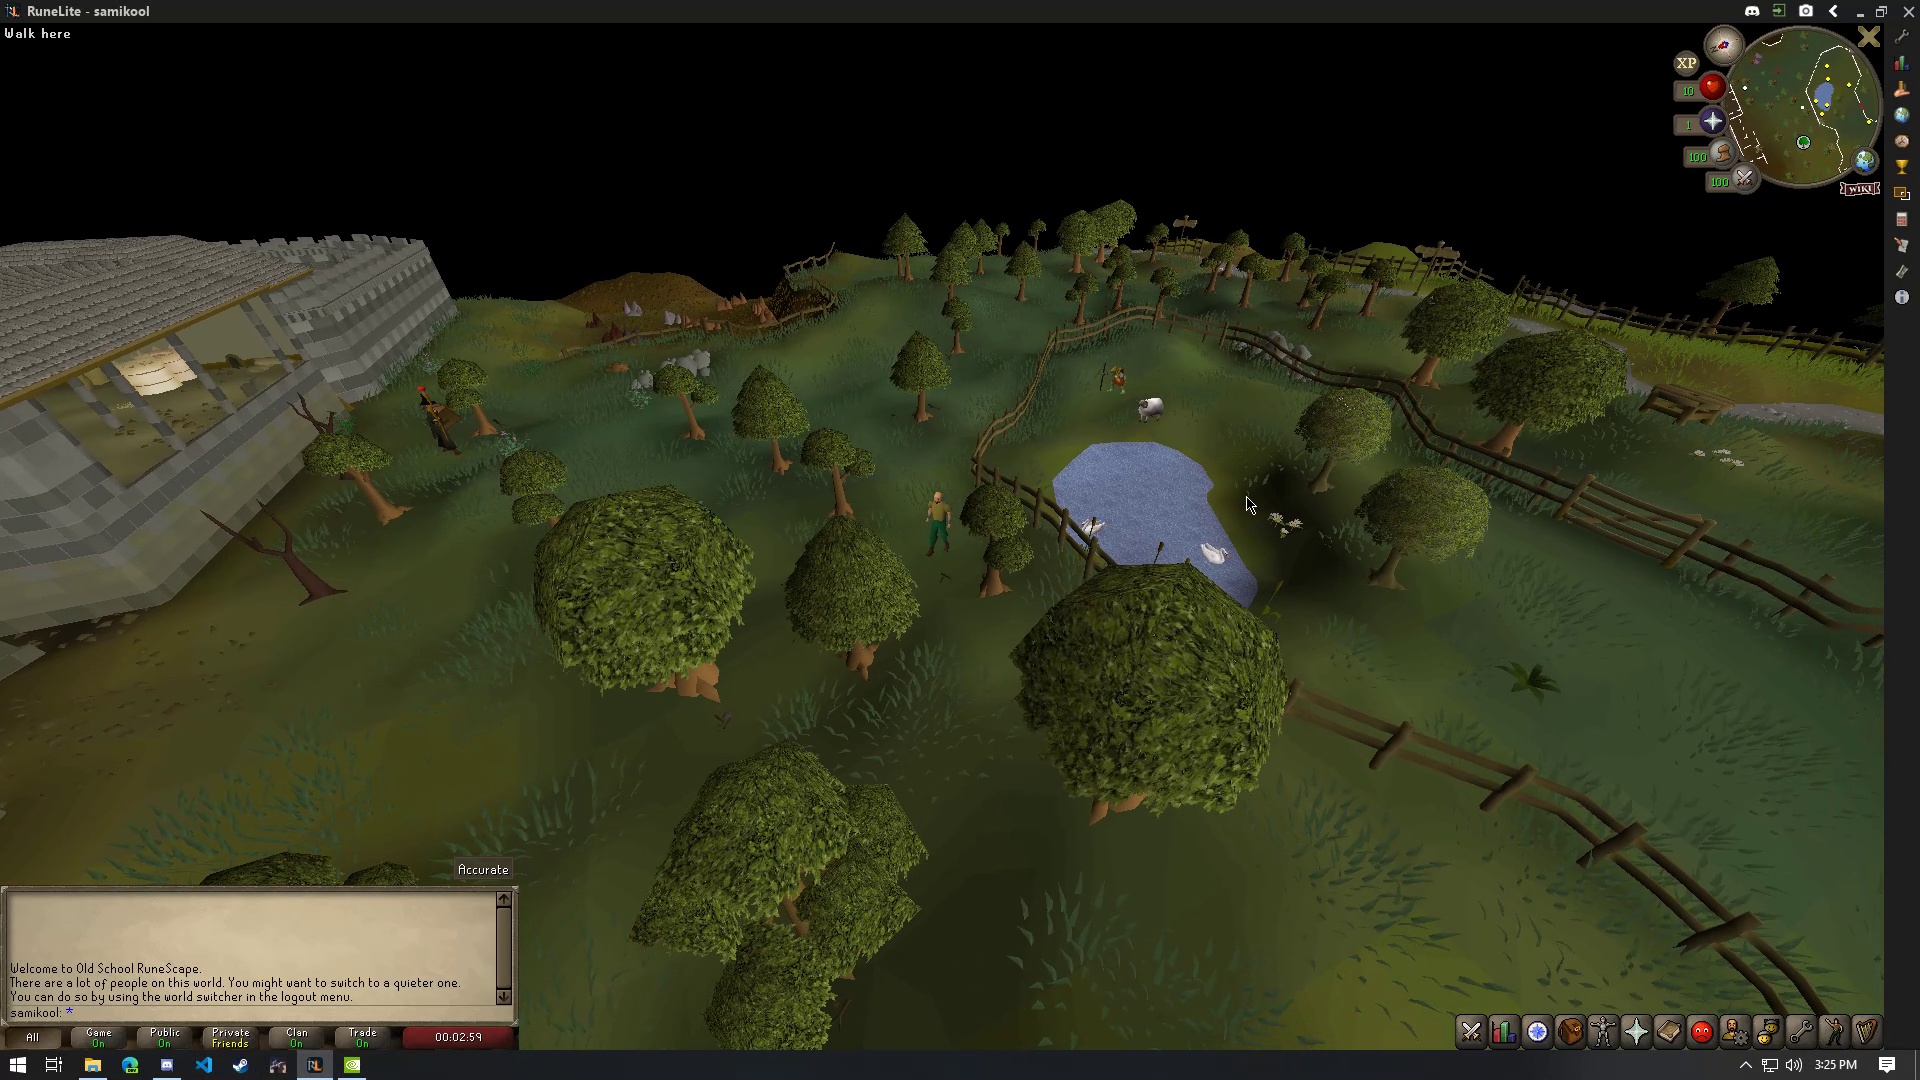 RuneLite - samikool
Walk here
XP
10
1
100
100
WIKI
Accurate
Welcome to Old School RuneScape.
There are a lot of people on this world. You might want to switch to a quieter one.
You can do so by using the world switcher in the logout menu.
samikool: *
All
Game
On
Public
On
Private
Friends
Clan
On
Trade
On
00:02:59
3:25 PM